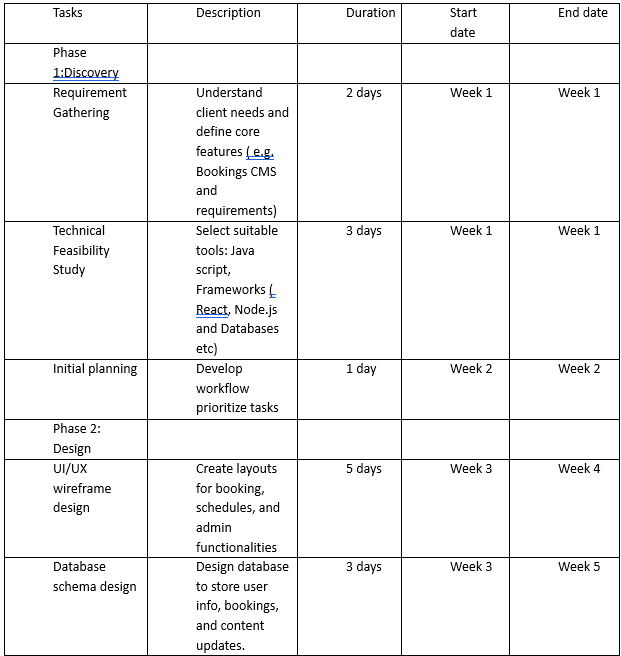 Tasks Description Duration Start date End date
Phase
1:Discovery
Requirement
Gathering
Understand
client needs and
define core
features ( e.g.
Bookings CMS
and
requirements)
2 days
Week 1
Week 1
Technical
Feasibility
Study
Select suitable
tools: Java
script,
Frameworks (
React, Node.js
and Databases
etc)
3 days
Week 1
Week 1
Initial planning
Develop
workflow
prioritize tasks
1 day
Week 2
Week 2
Phase 2:
Design
UI/UX
wireframe
design
Create layouts
for booking,
schedules, and
admin
functionalities
5 days
Week 3
Week 4
Database
schema design
Design database
to store user
info, bookings,
and content
updates.
3 days
Week 3
Week 5